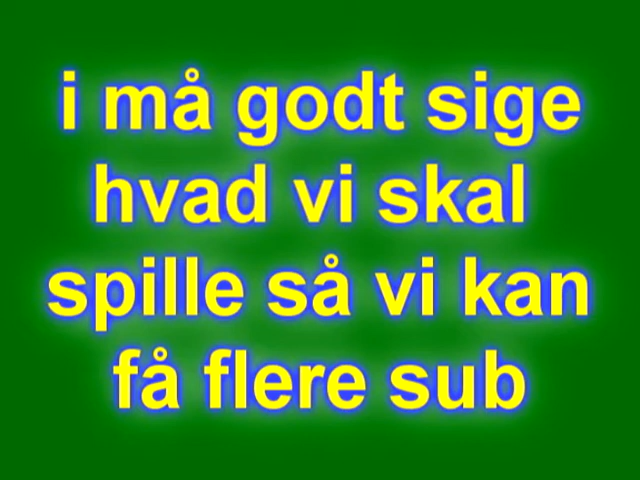 i må godt sige
hvad vi skal
spille så vi kan
få flere sub